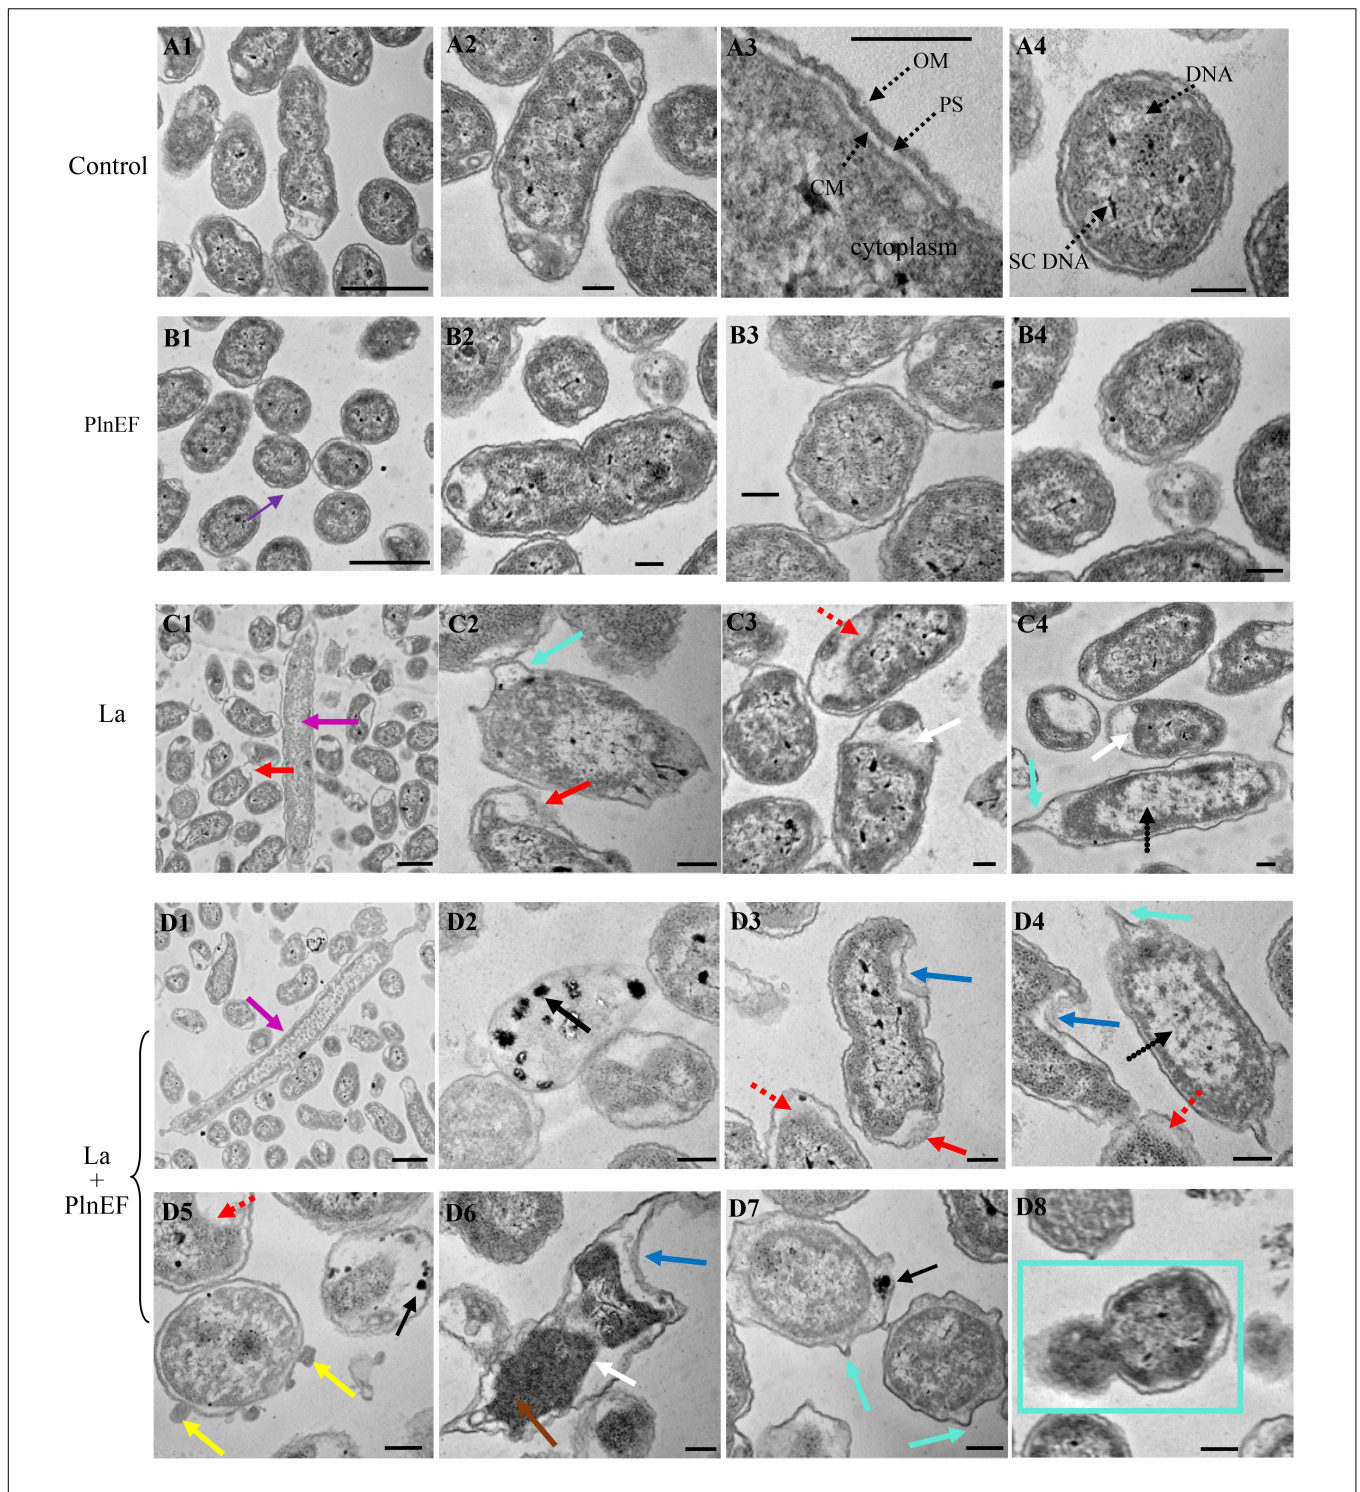 A1
A2
A3
A4
OM
DNA
PS
Control
CM
cytoplasm
SC DNA
B1
B2
B3
B4
PlnEF
C1
C2
C3
C4
La
D1
D2
D3
D4
La
+
PlnEF
D5
D6
D7
D8